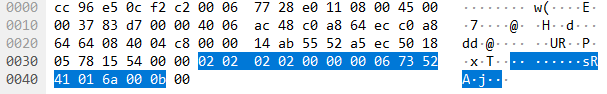 0000 cc 96 e5 0c f2 c2 00 06 77 28 e0 11 08 00 45 00 ········ w(····E·
0010 00 37 83 d7 00 00 40 06 ac 48 c0 a8 64 ec c0 a8 ·7····@· ·H··d···
0020 64 64 08 40 04 c8 00 00 14 ab 55 52 a5 ec 50 18 dd·@···· ··UR··P·
0030 05 78 15 54 00 00 02 02 02 02 00 00 00 06 73 52 ·x·T···· ······sR
0040 41 01 6a 00 0b 00 A·j···